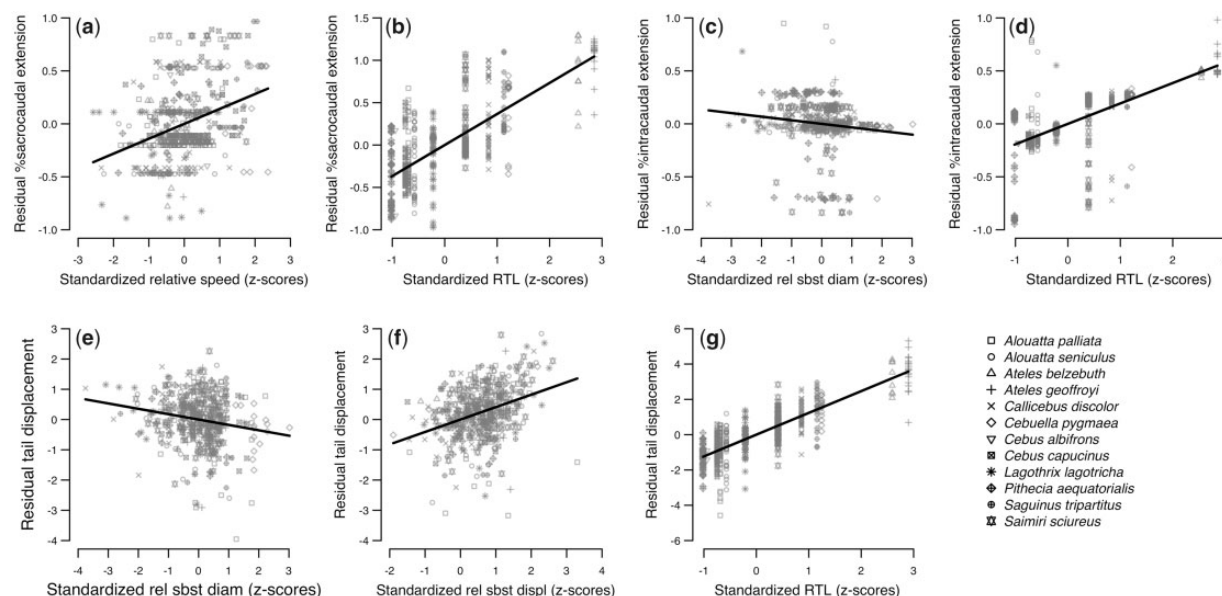 (a)
1.0
0.5
0.0
-0.5
-1.0
-3 -2 -1 0 1 2 3
Residual %sacrocaudal extension
Standardized relative speed (z-scores)
(b)
1.5
1.0
0.5
0.0
-0.5
-1.0
-1 0 1 2 3
Residual %sacrocaudal extension
Standardized RTL (z-scores)
(c)
1.0
0.5
0.0
-0.5
-1.0
-4 -3 -2 -1 0 1 2 3
Residual %intracaudal extension
Standardized rel sbst diam (z-scores)
(d)
1.0
0.5
0.0
-0.5
-1.0
-1 0 1 2
Residual %intracaudal extension
Standardized RTL (z-scores)
(e)
3
2
1
0
-1
-2
-3
-4
-4 -3 -2 -1 0 1 2 3
Residual tail displacement
Standardized rel sbst diam (z-scores)
(f)
3
2
1
0
-1
-2
-3
-4
-2 -1 0 1 2 3 4
Residual tail displacement
Standardized rel sbst displ (z-scores)
(g)
6
4
2
0
-2
-4
-6
-1 0 1 2 3
Residual tail displacement
Standardized RTL (z-scores)
Alouatta palliata
Alouatta seniculus
Ateles belzebuth
Ateles geoffroyi
Callicebus discolor
Cebuella pygmaea
Cebus albifrons
Cebus capucinus
Lagothrix lagotricha
Pithecia aequatorialis
Saguinus tripartitus
Saimiri sciureus